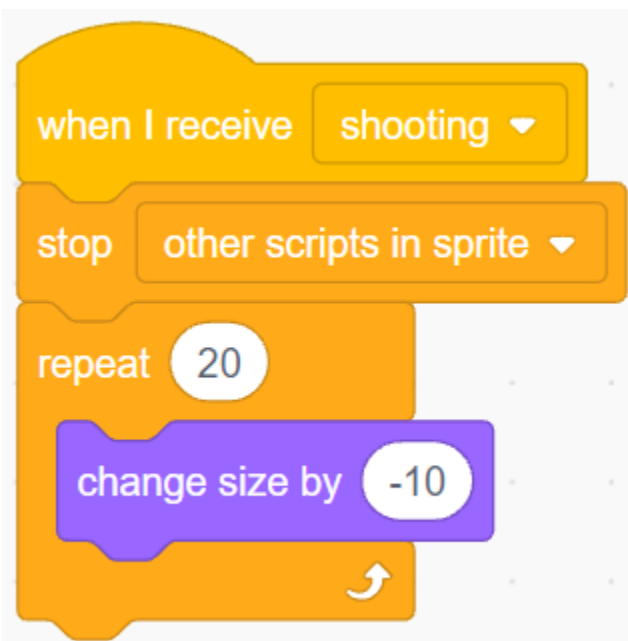 when I receive shooting
stop other scripts in sprite
repeat 20
change size by -10